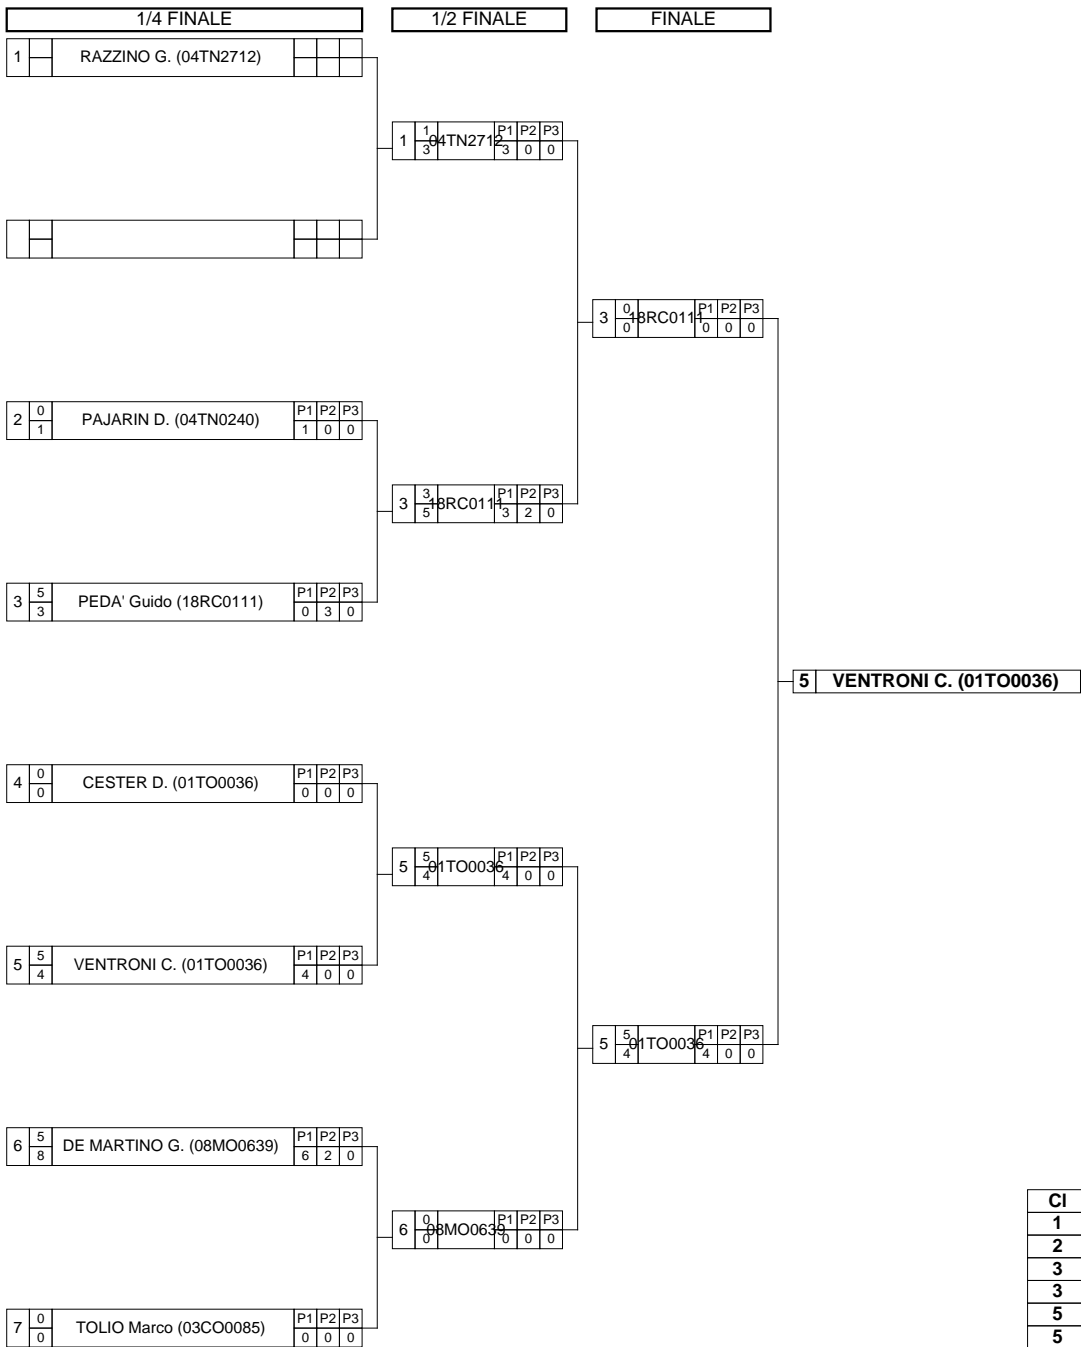 1/4 FINALE 1/2 FINALE FINALE
1 RAZZINO G. (04TN2712)
1 1 3 04TN2712 P1 P2 P3
3 0 0
3 0 0 18RC0111 P1 P2 P3
0 0 0
2 0 1 PAJARIN D. (04TN0240) P1 P2 P3
1 0 0
3 3 5 18RC0111 P1 P2 P3
3 2 0
3 5 3 PEDA' Guido (18RC0111) P1 P2 P3
0 3 0
5 VENTRONI C. (01TO0036)
4 0 0 CESTER D. (01TO0036) P1 P2 P3
0 0 0
5 5 4 01TO0036 P1 P2 P3
4 0 0
5 5 4 VENTRONI C. (01TO0036) P1 P2 P3
4 0 0
5 5 4 01TO0036 P1 P2 P3
4 0 0
6 5 8 DE MARTINO G. (08MO0639) P1 P2 P3
6 2 0
6 0 0 08MO0639 P1 P2 P3
0 0 0
7 0 0 TOLIO Marco (03CO0085) P1 P2 P3
0 0 0
Cl
1
2
3
3
5
5